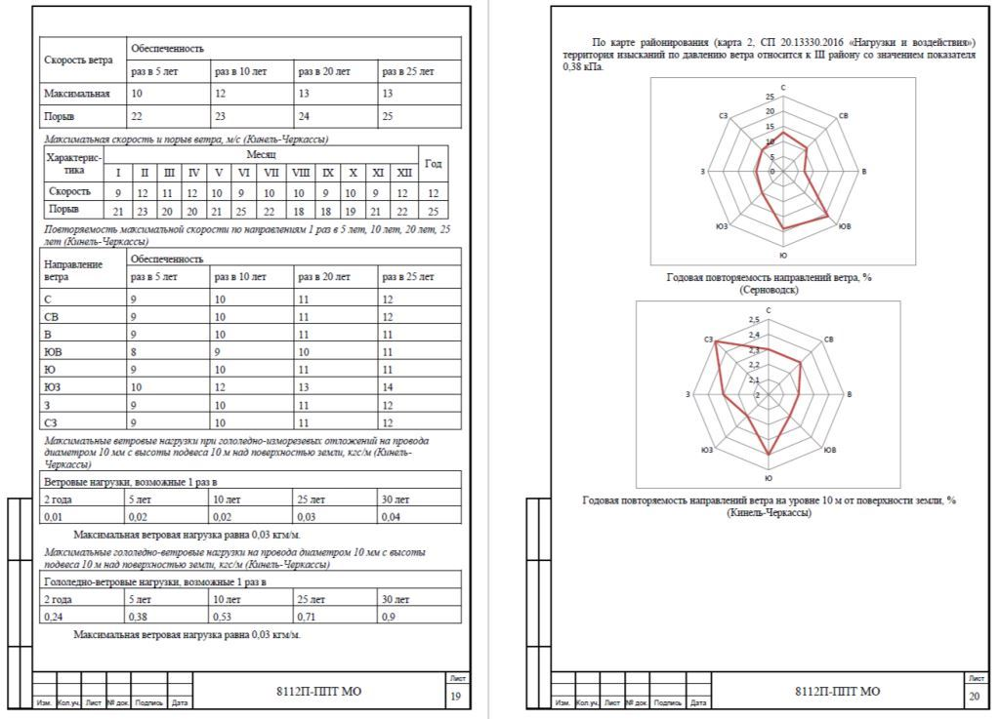 Скорость ветра
Обеспеченность
раз в 5 лет раз в 10 лет раз в 20 лет раз в 25 лет
Максимальная 10 12 13 13
Порыв 22 23 24 25
Максимальная скорость и порыв ветра, м/с (Кинель-Черкассы)
Характерис-
тика
Месяц
Год
I II III IV V VI VII VIII IX X XI XII
Скорость 9 12 11 12 10 9 10 10 9 10 9 12 12
Порыв 21 23 20 20 21 25 22 18 18 19 21 22 25
Повторяемость максимальной скорости по направлениям 1 раз в 5 лет, 10 лет, 20 лет, 25
лет (Кинель-Черкассы)
Направление
ветра
Обеспеченность
раз в 5 лет раз в 10 лет раз в 20 лет раз в 25 лет
С 9 10 11 12
СВ 9 10 11 12
В 9 10 11 11
ЮВ 8 9 10 11
Ю 9 10 11 11
ЮЗ 10 12 13 14
З 9 10 11 12
СЗ 9 10 11 12
Максимальные ветровые нагрузки при гололедно-изморезевых отложений на провода
диаметром 10 мм с высоты подвеса 10 м над поверхностью земли, кгс/м (Кинель-
Черкассы)
Ветровые нагрузки, возможные 1 раз в
2 года 5 лет 10 лет 25 лет 30 лет
0,01 0,02 0,02 0,03 0,04
Максимальная ветровая нагрузка равна 0,03 кгм/м.
Максимальные гололедно-ветровые нагрузки на провода диаметром 10 мм с высоты
подвеса 10 м над поверхностью земли, кгс/м (Кинель-Черкассы)
Гололедно-ветровые нагрузки, возможные 1 раз в
2 года 5 лет 10 лет 25 лет 30 лет
0,24 0,38 0,53 0,71 0,9
Максимальная ветровая нагрузка равна 0,03 кгм/м.
8112П-ППТ МО
Лист
19
Изм. Кол.уч. Лист № док. Подпись Дата
По карте районирования (карта 2, СП 20.13330.2016 «Нагрузки и воздействия»)
территория изысканий по давлению ветра относится к III району со значением показателя
0,38 кПа.
С
25
СЗ 20 СВ
15
10
5
З 0 В
ЮЗ ЮВ
Ю
Годовая повторяемость направлений ветра, %
(Серноводск)
С
2,5
СЗ 2,4 СВ
2,3
2,2
2,1
З 2 В
ЮЗ ЮВ
Ю
Годовая повторяемость направлений ветра на уровне 10 м от поверхности земли, %
(Кинель-Черкассы)
8112П-ППТ МО
Лист
20
Изм. Кол.уч. Лист № док. Подпись Дата